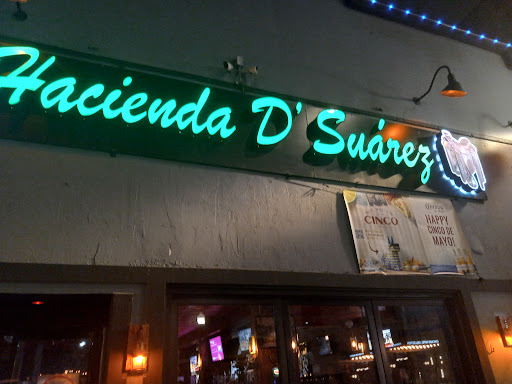 Hacienda D' Suárez
CINCO
HAPPY
CINCO DE
MAYO!